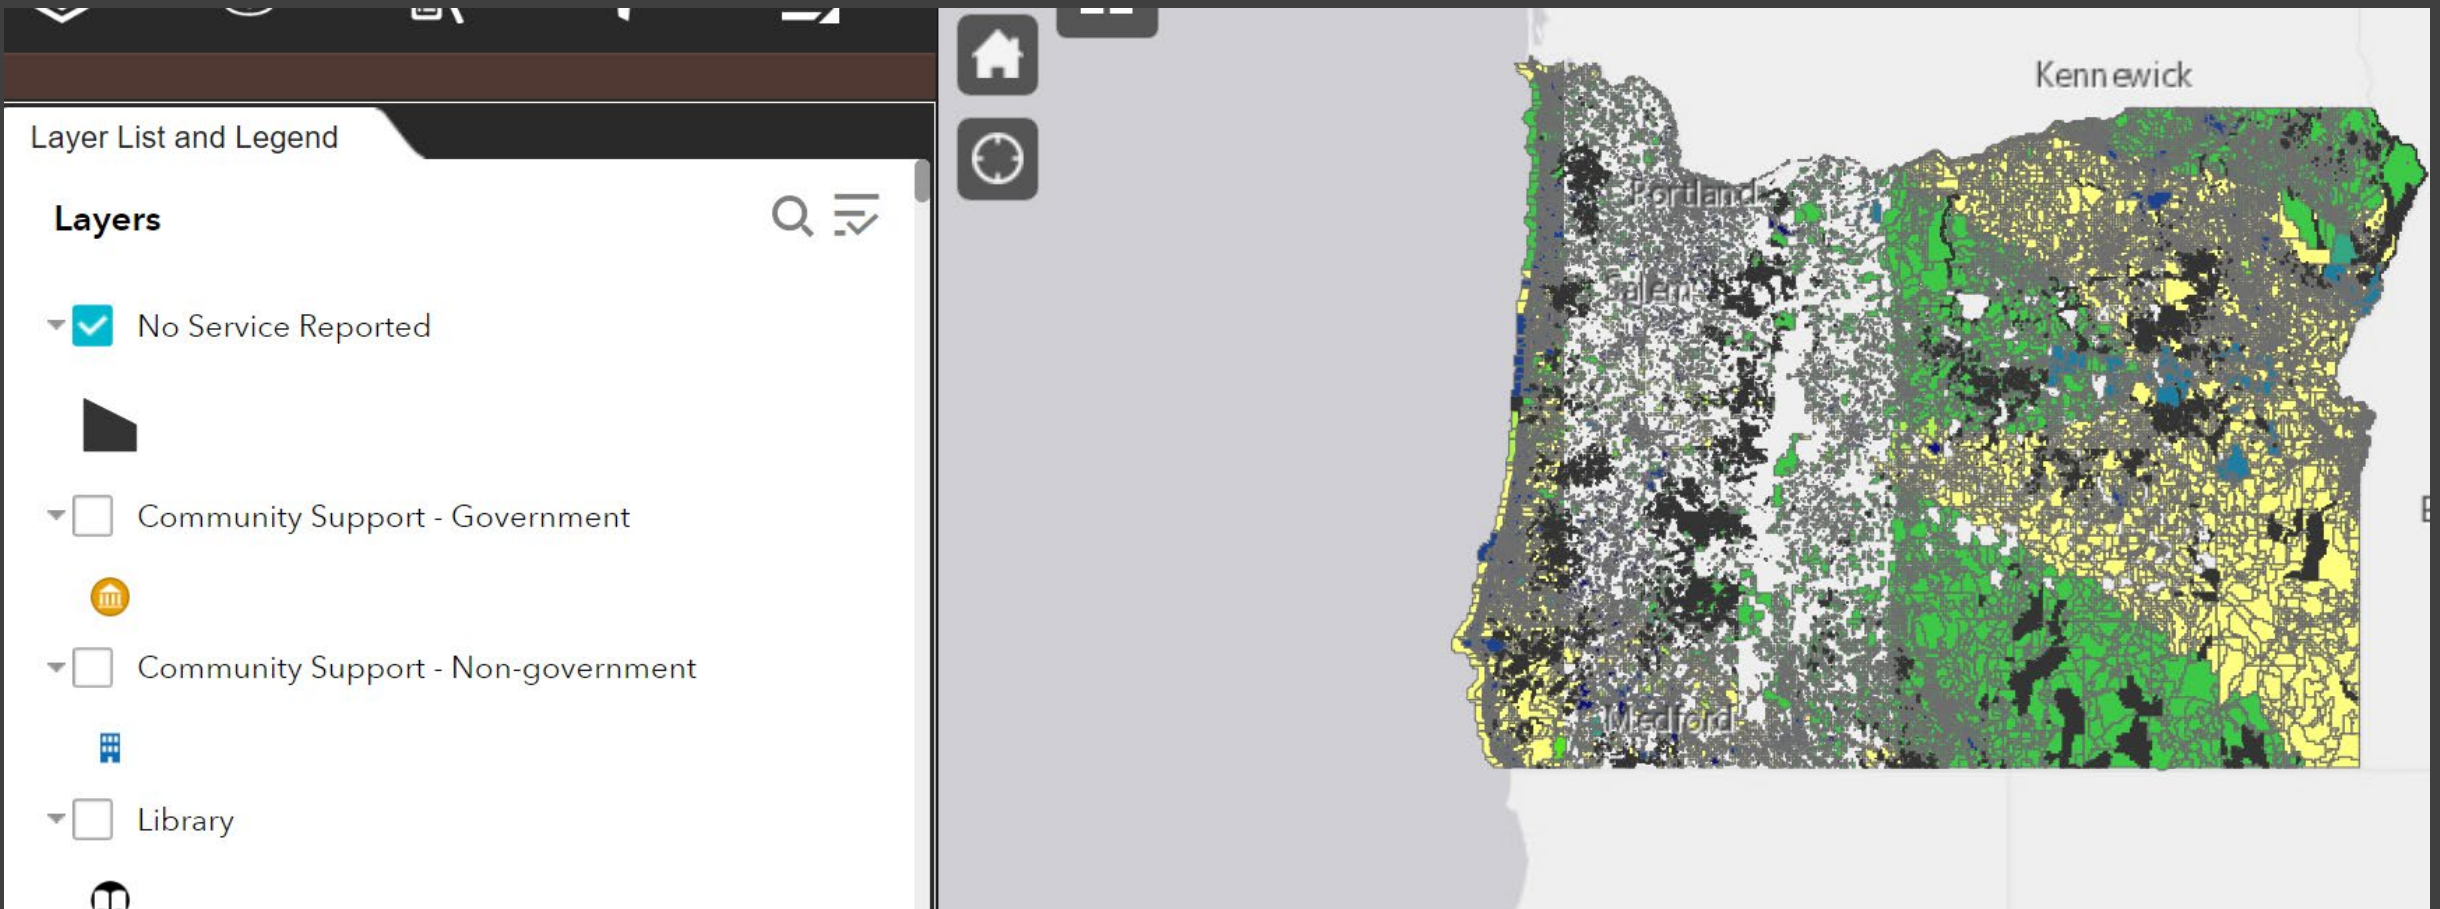 Layer List and Legend
Layers
No Service Reported
Community Support - Government
Community Support - Non-government
Library
Kennewick
Portland
Salem
Medford